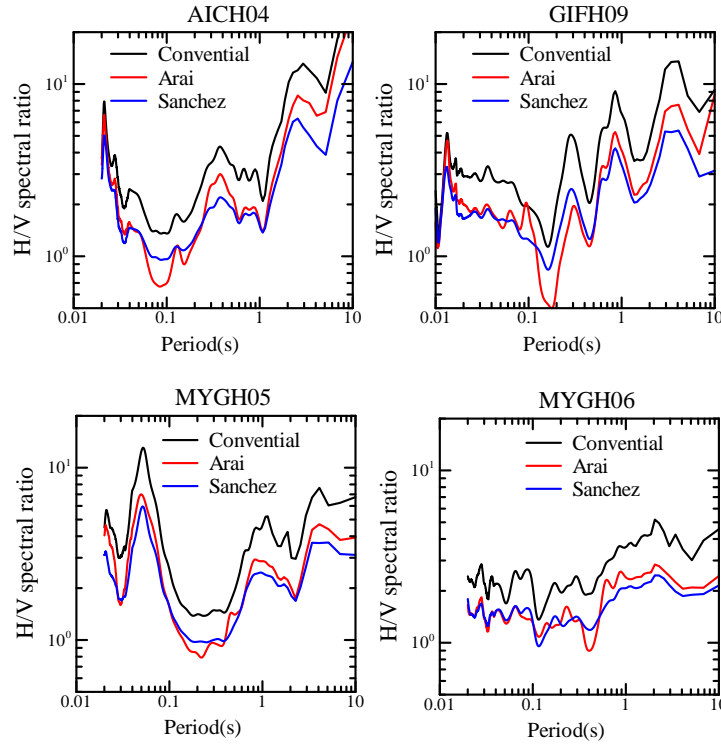 AICH04
Convential
Arai
Sanchez
10^1
10^0
H/V spectral ratio
0.01 0.1 1 10
Period(s)
GIFH09
Convential
Arai
Sanchez
10^1
10^0
H/V spectral ratio
0.01 0.1 1 10
Period(s)
MYGH05
Convential
Arai
Sanchez
10^1
10^0
H/V spectral ratio
0.01 0.1 1 10
Period(s)
MYGH06
Convential
Arai
Sanchez
10^1
10^0
H/V spectral ratio
0.01 0.1 1 10
Period(s)